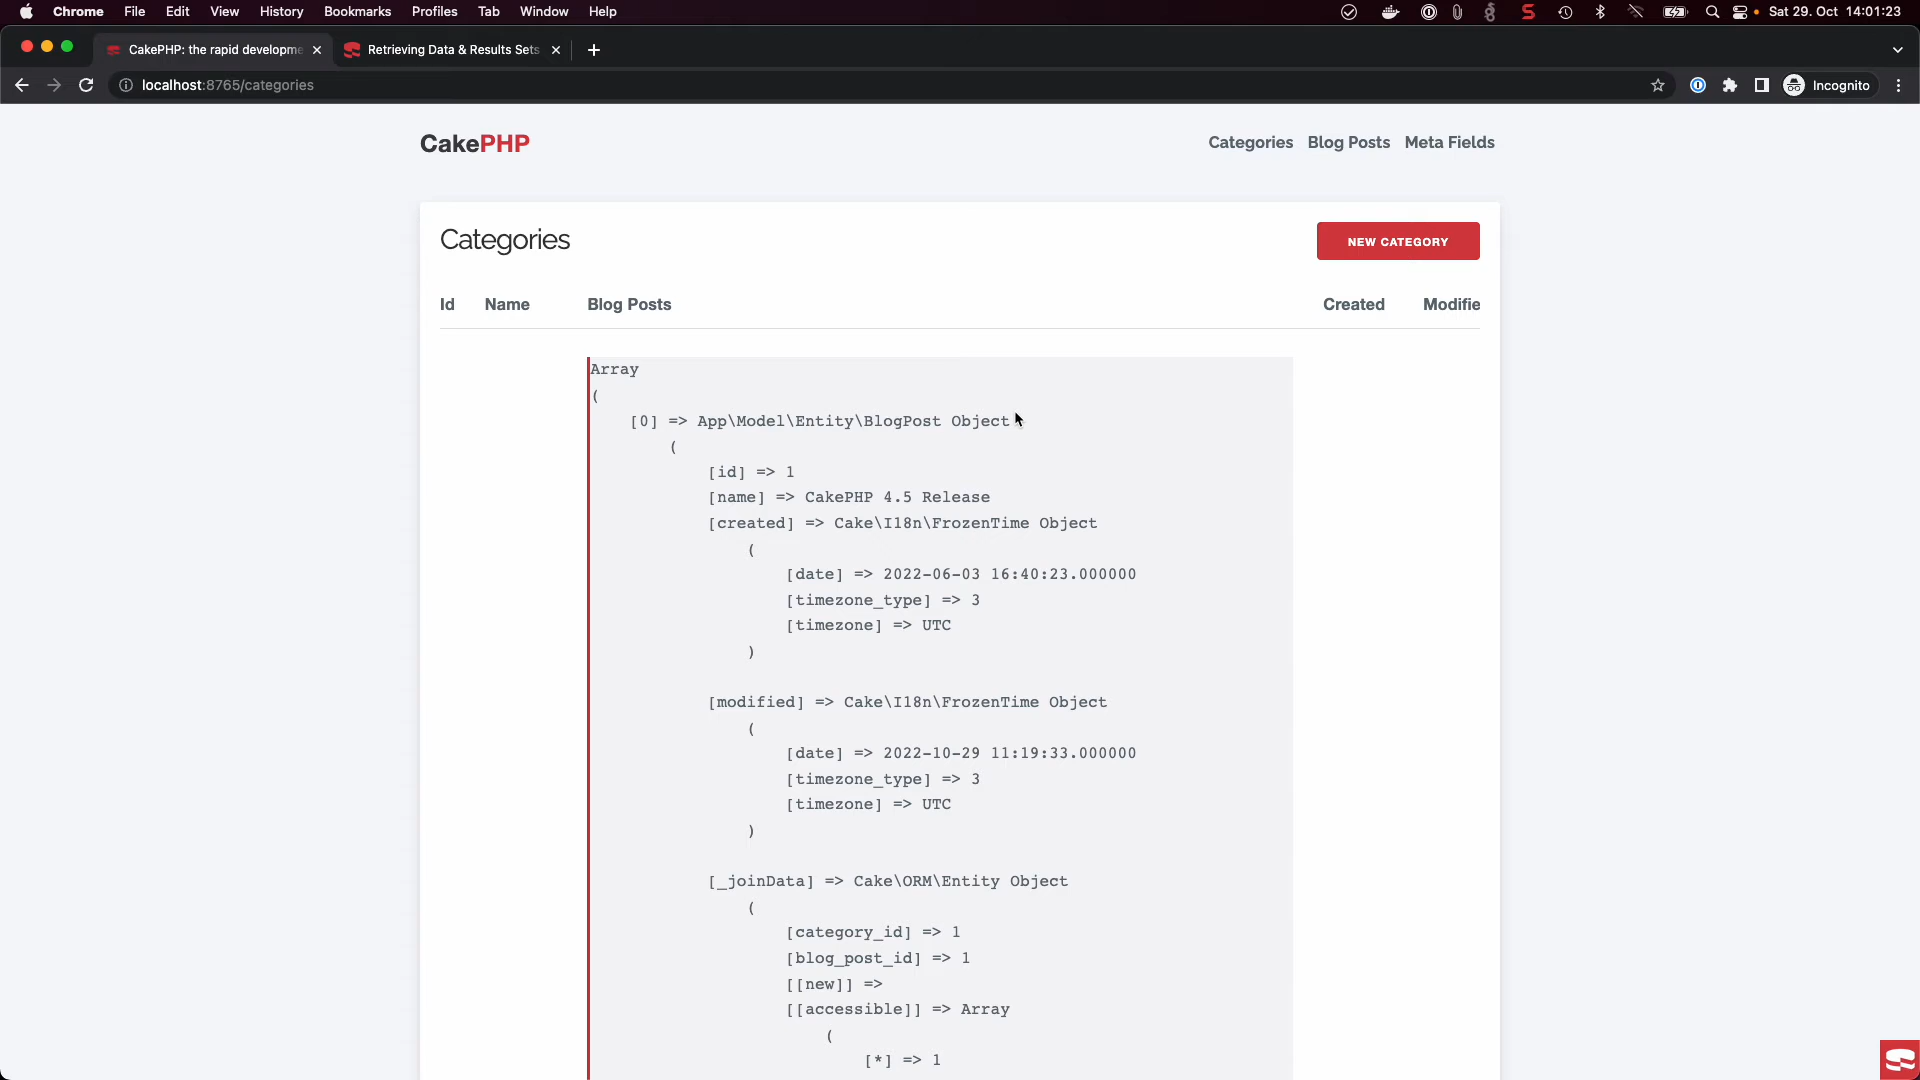 Chrome File Edit View History Bookmarks Profiles Tab Window Help Sat 29. Oct 14:01:23
CakePHP: the rapid developme Retrieving Data & Results Sets
localhost:8765/categories Incognito
CakePHP Categories Blog Posts Meta Fields
Categories NEW CATEGORY
Id Name Blog Posts Created Modifie
Array
(
[0] => App\Model\Entity\BlogPost Object
(
[id] => 1
[name] => CakePHP 4.5 Release
[created] => Cake\I18n\FrozenTime Object
(
[date] => 2022-06-03 16:40:23.000000
[timezone_type] => 3
[timezone] => UTC
)
[modified] => Cake\I18n\FrozenTime Object
(
[date] => 2022-10-29 11:19:33.000000
[timezone_type] => 3
[timezone] => UTC
)
[_joinData] => Cake\ORM\Entity Object
(
[category_id] => 1
[blog_post_id] => 1
[[new]] =>
[[accessible]] => Array
(
[*] => 1